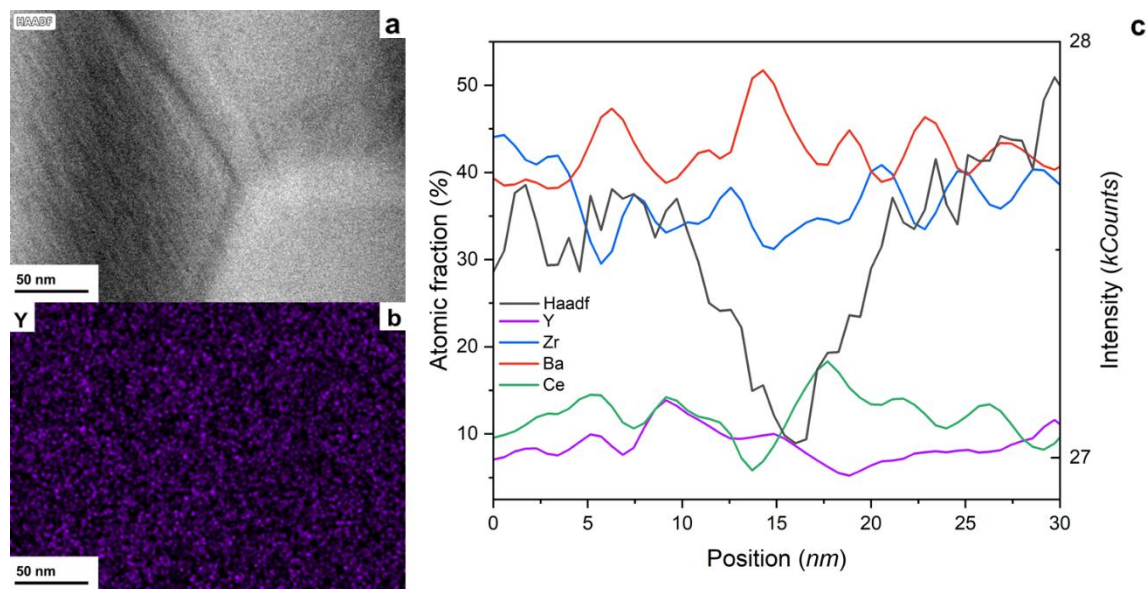 HAADF
a
50 nm
Y
b
50 nm
c
Atomic fraction (%)
50
40
30
20
10
Haadf
Y
Zr
Ba
Ce
0
5
10
15
20
25
30
Position (nm)
28
27
Intensity (kCounts)